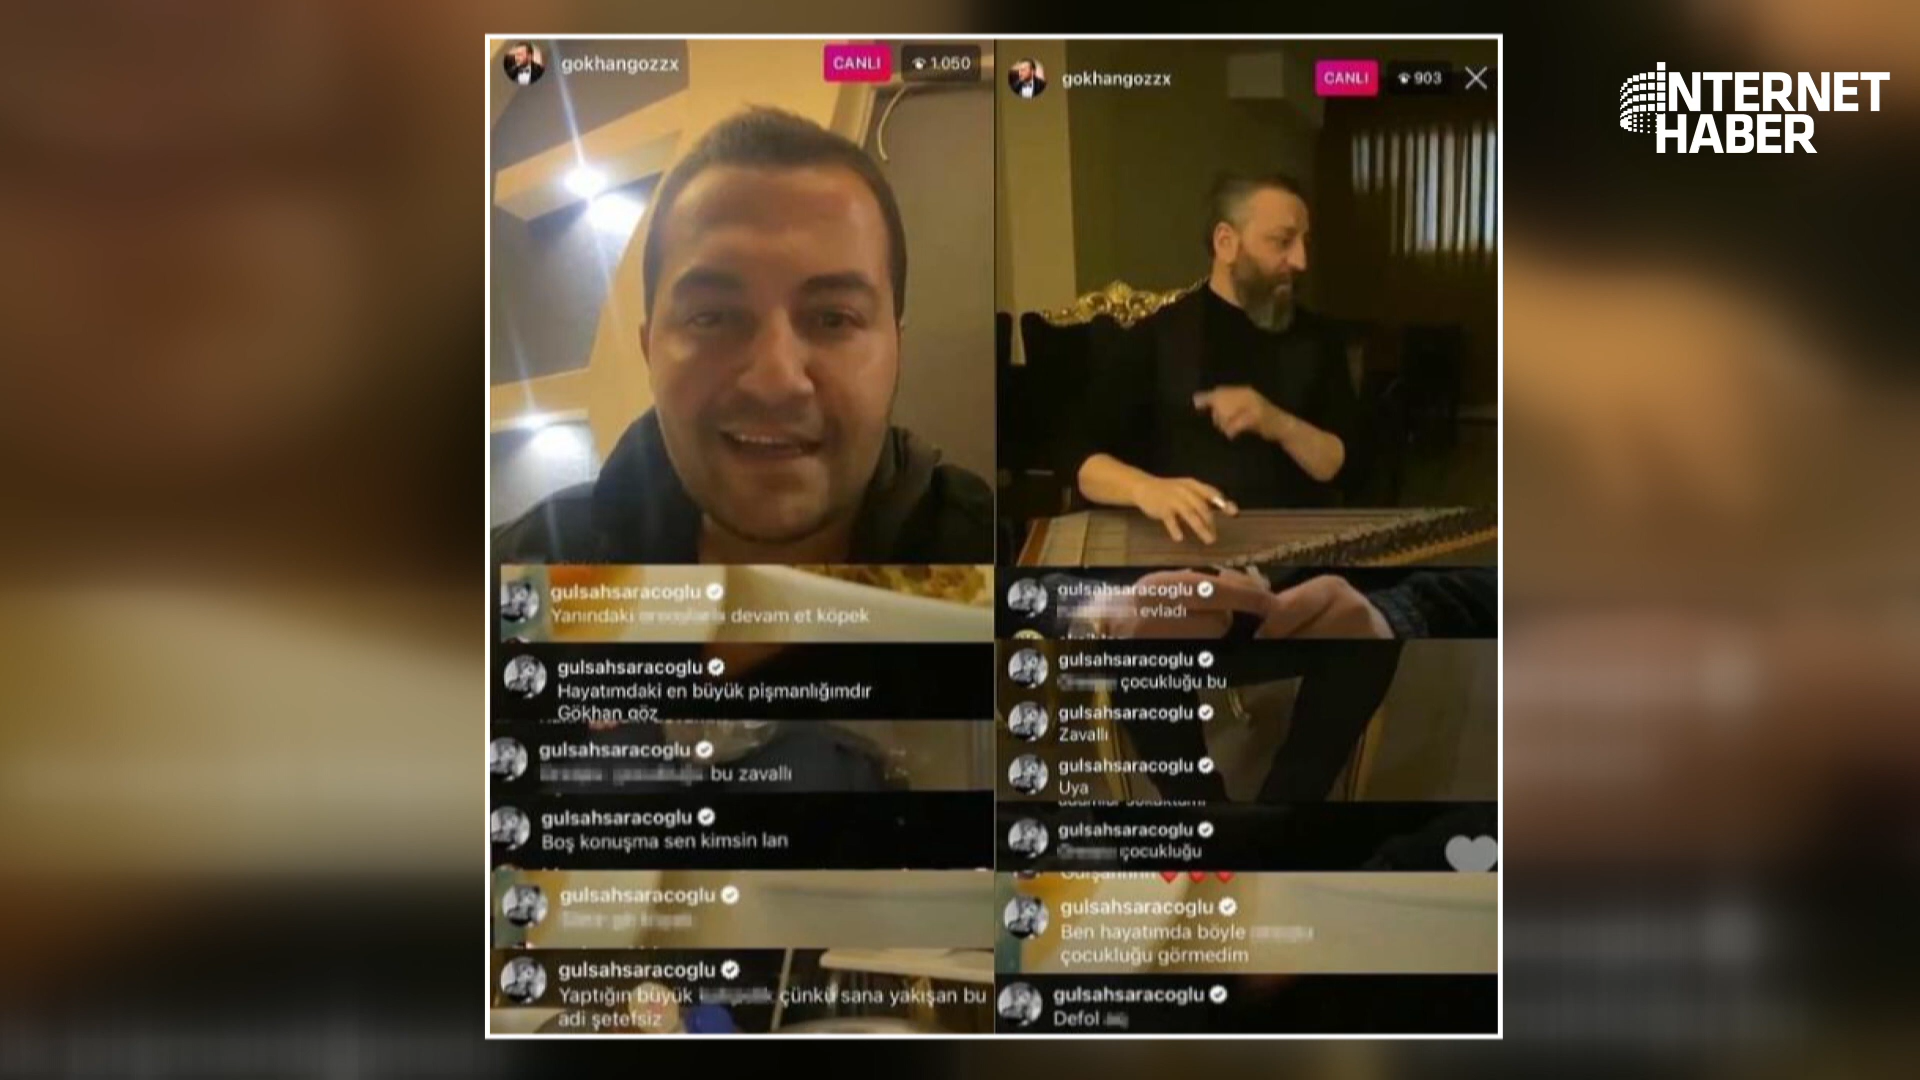 gokhangozzx
CANLI
1.050
gulsahsaracoglu
Yanındaki devam et köpek
gulsahsaracoglu
Hayatımdaki en büyük pişmanlığımdır
Gökhan göz
gulsahsaracoglu
bu zavallı
gulsahsaracoglu
Boş konuşma sen kimsin lan
gulsahsaracoglu
gulsahsaracoglu
Yaptığın büyük çünkü sana yakışan bu
adi şerefsiz
gokhangozzx
CANLI
903
gulsahsaracoglu
evladı
gulsahsaracoglu
çocukluğu bu
gulsahsaracoglu
Zavallı
gulsahsaracoglu
Uya
gulsahsaracoglu
çocukluğu
gulsahsaracoglu
Ben hayatımda böyle
çocukluğu görmedim
gulsahsaracoglu
Defol
İNTERNET
HABER